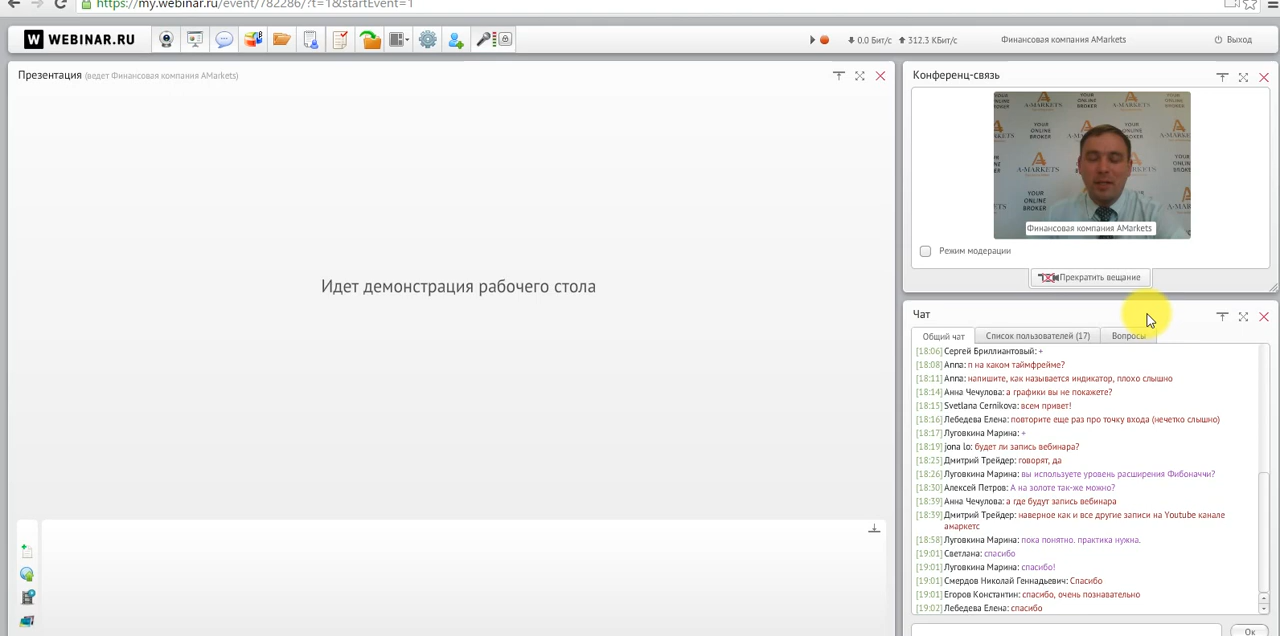 https://my.webinar.ru/event/782286/?t=1&startEvent=1
W WEBINAR.RU
0.0 Бит/с 312.3 КБит/с
Финансовая компания AMarkets
Выход
Презентация (ведет Финансовая компания AMarkets)
Идет демонстрация рабочего стола
Конференц-связь
YOUR ONLINE BROKER
A-MARKETS
Финансовая компания AMarkets
Режим модерации
Прекратить вещание
Чат
Общий чат Список пользователей (17) Вопросы
[18:06] Сергей Бриллиантовый: +
[18:08] Anna: п на каком таймфрейме?
[18:11] Anna: напишите, как называется индикатор, плохо слышно
[18:14] Анна Чечулова: а графики вы не покажете?
[18:15] Svetlana Cernikova: всем привет!
[18:16] Лебедева Елена: повторите еще раз про точку входа (нечетко слышно)
[18:17] Луговкина Марина: +
[18:19] jona lo: будет ли запись вебинара?
[18:25] Дмитрий Трейдер: говорят, да
[18:26] Луговкина Марина: вы используете уровень расширения Фибоначчи?
[18:30] Алексей Петров: А на золоте так-же можно?
[18:39] Анна Чечулова: а где будут запись вебинара
[18:39] Дмитрий Трейдер: наверное как и все другие записи на Youtube канале
амаркетс
[18:58] Луговкина Марина: пока понятно. практика нужна.
[19:01] Светлана: спасибо
[19:01] Луговкина Марина: спасибо!
[19:01] Смердов Николай Геннадьевич: Спасибо
[19:01] Егоров Константин: спасибо, очень познавательно
[19:02] Лебедева Елена: спасибо
Ок